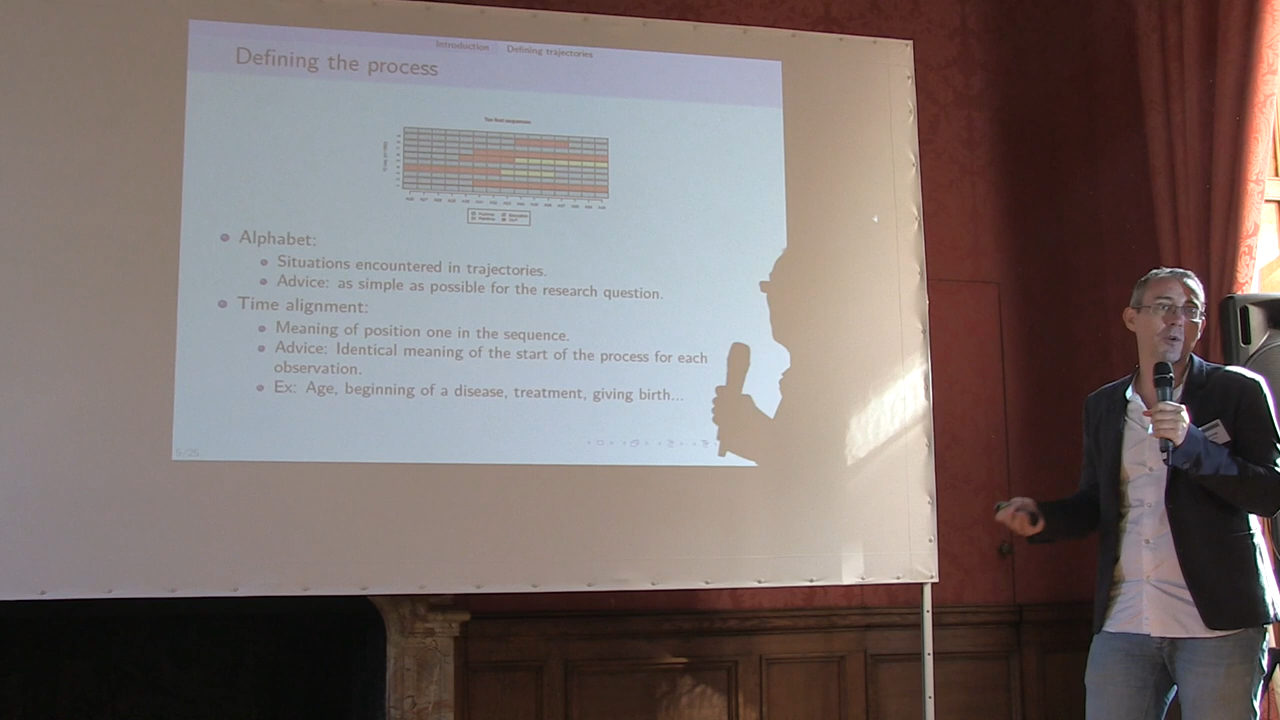 Introduction Defining trajectories
Defining the process
Alphabet:
Situations encountered in trajectories.
Advice: as simple as possible for the research question.
Time alignment:
Meaning of position one in the sequence.
Advice: Identical meaning of the start of the process for each
observation.
Ex: Age, beginning of a disease, treatment, giving birth...
5/25